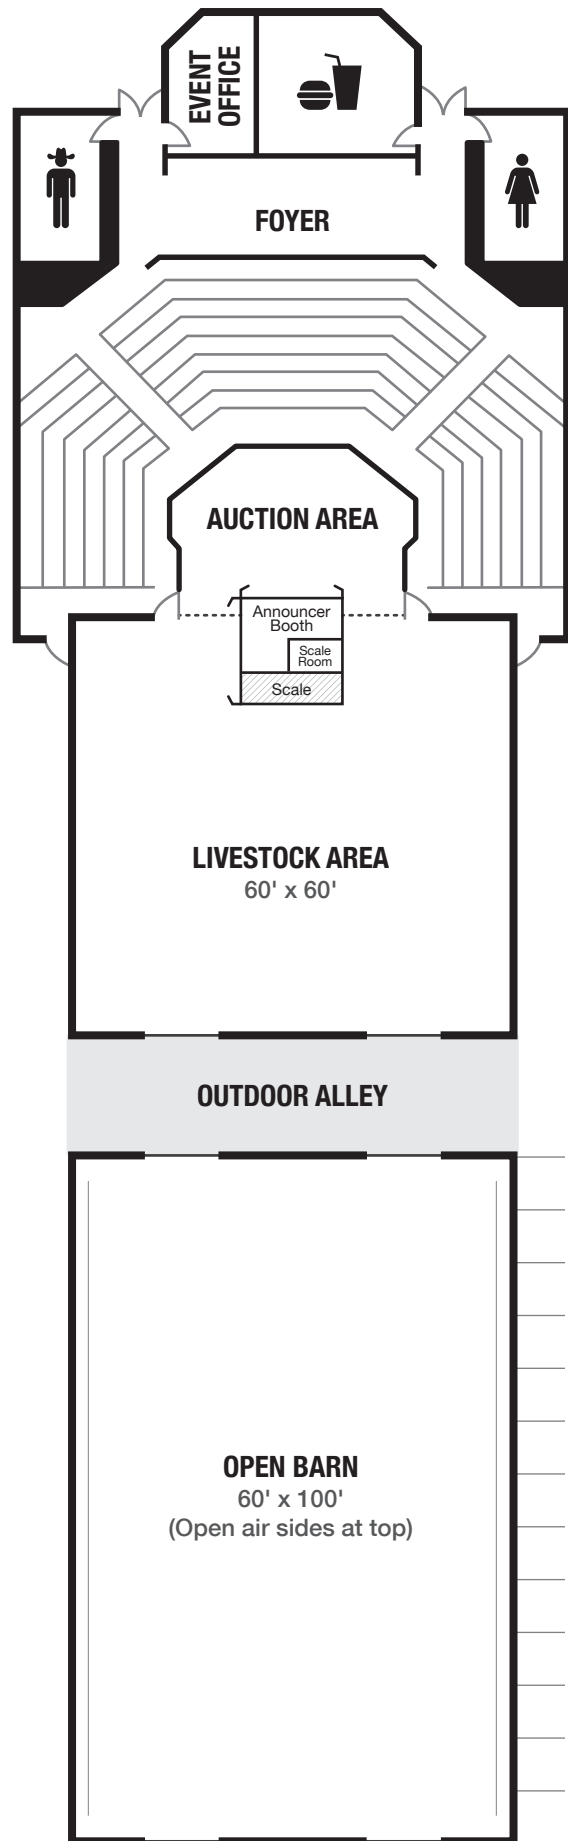 EVENT
OFFICE
FOYER
AUCTION AREA
Announcer
Booth
Scale
Room
Scale
LIVESTOCK AREA
60' x 60'
OUTDOOR ALLEY
OPEN BARN
60' x 100'
(Open air sides at top)